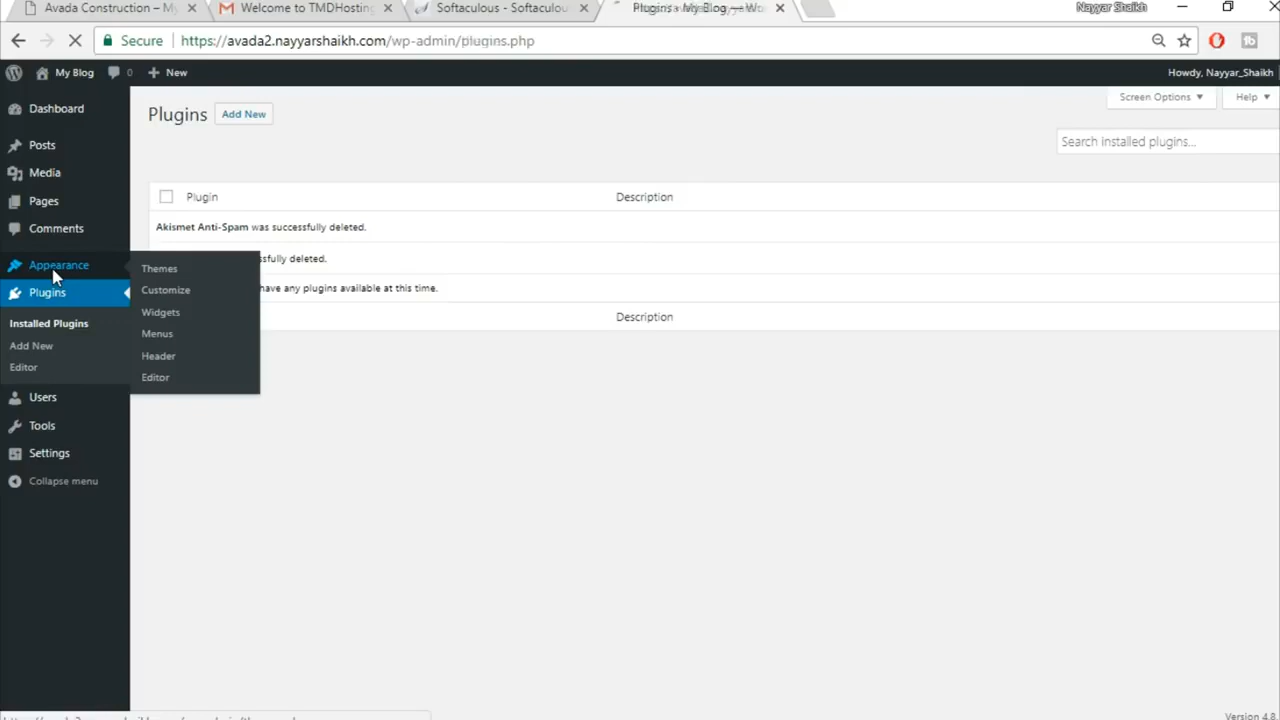 Avada Construction – My
Welcome to TMDHosting
Softaculous - Softaculou
Plugins ‹ My Blog — Wo
Nayyar Shaikh
Secure
https://avada2.nayyarshaikh.com/wp-admin/plugins.php
My Blog
0
New
Howdy, Nayyar_Shaikh
Dashboard
Posts
Media
Pages
Comments
Appearance
Plugins
Installed Plugins
Add New
Editor
Users
Tools
Settings
Collapse menu
Themes
Customize
Widgets
Menus
Header
Editor
Plugins
Add New
Screen Options
Help
Search installed plugins...
Plugin
Description
Akismet Anti-Spam was successfully deleted.
ssfully deleted.
have any plugins available at this time.
Description
Version 4.8